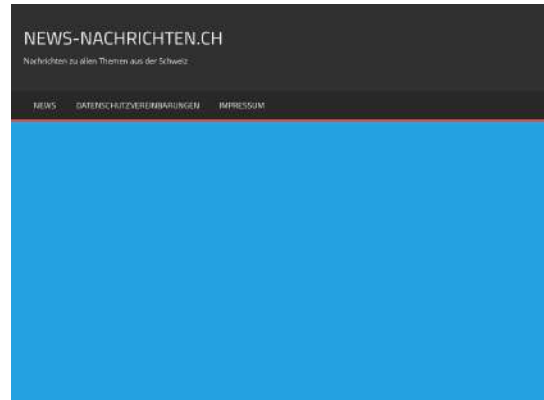 NEWS-NACHRICHTEN.CH
Nachrichten zu allen Themen aus der Schweiz
NEWS DATENSCHUTZVEREINBARUNGEN IMPRESSUM